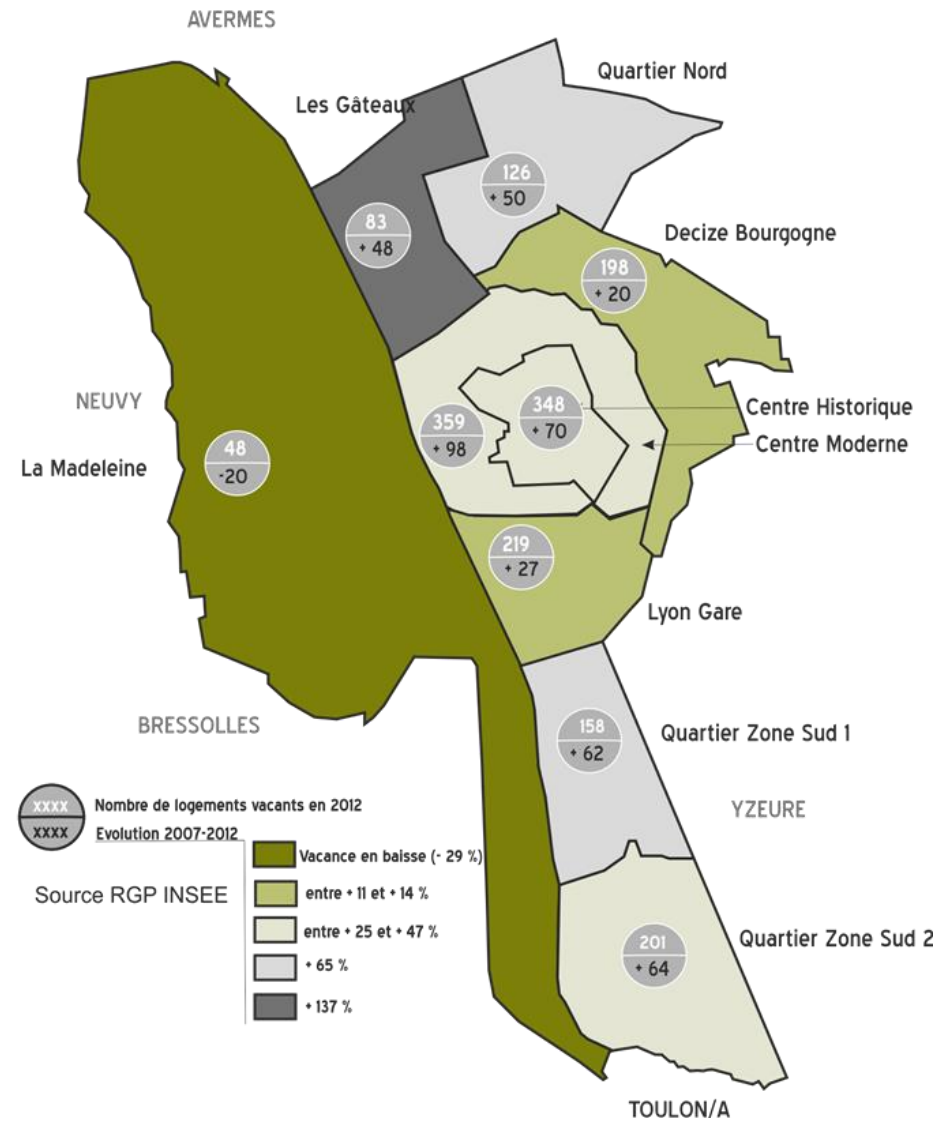 AVERMES
Quartier Nord
Les Gâteaux
126
+ 50
83
+ 48
Decize Bourgogne
198
+ 20
NEUVY
348
+ 70
Centre Historique
359
+ 98
Centre Moderne
48
-20
La Madeleine
219
+ 27
Lyon Gare
BRESSOLLES
158
+ 62
Quartier Zone Sud 1
YZEURE
xxxx
Nombre de logements vacants en 2012
xxxx
Evolution 2007-2012
Vacance en baisse (- 29 %)
Source RGP INSEE
entre + 11 et + 14 %
entre + 25 et + 47 %
+ 65 %
+ 137 %
201
+ 64
Quartier Zone Sud 2
TOULON/A